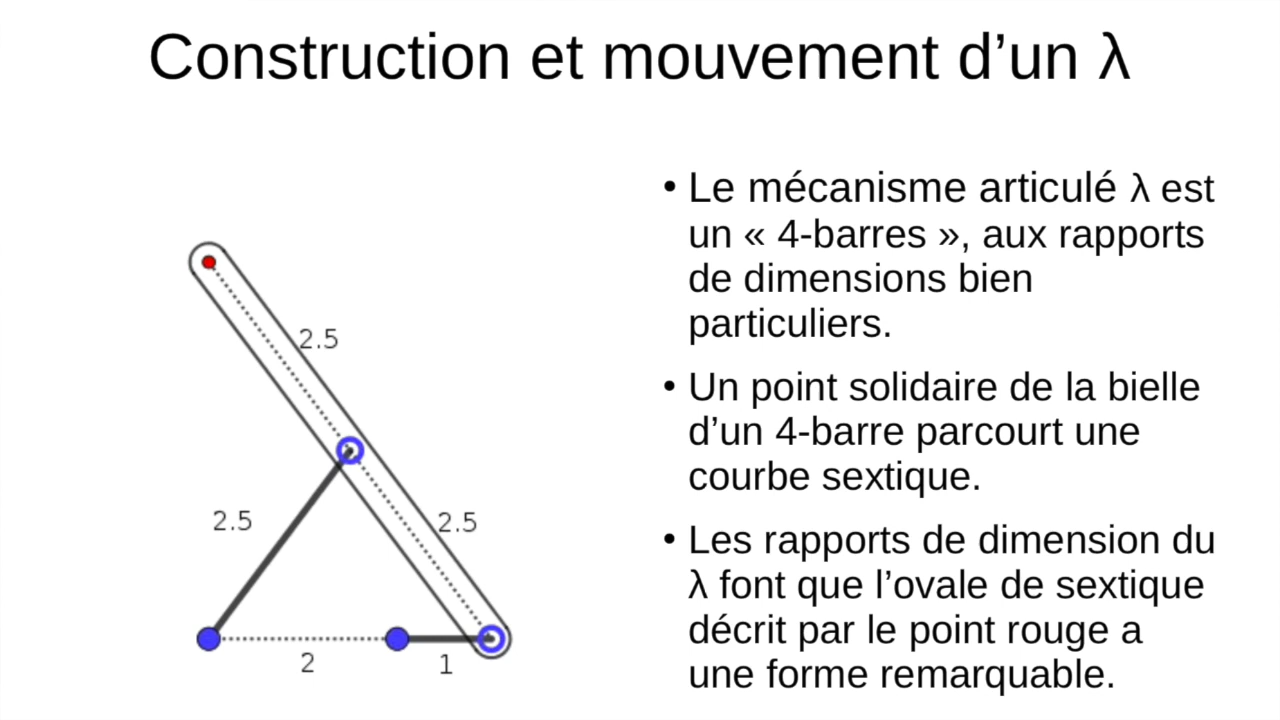 Construction et mouvement d’un λ
• Le mécanisme articulé λ est
un « 4-barres », aux rapports
de dimensions bien
particuliers.
• Un point solidaire de la bielle
d’un 4-barre parcourt une
courbe sextique.
• Les rapports de dimension du
λ font que l’ovale de sextique
décrit par le point rouge a
une forme remarquable.
2.5
2.5
2.5
2
1